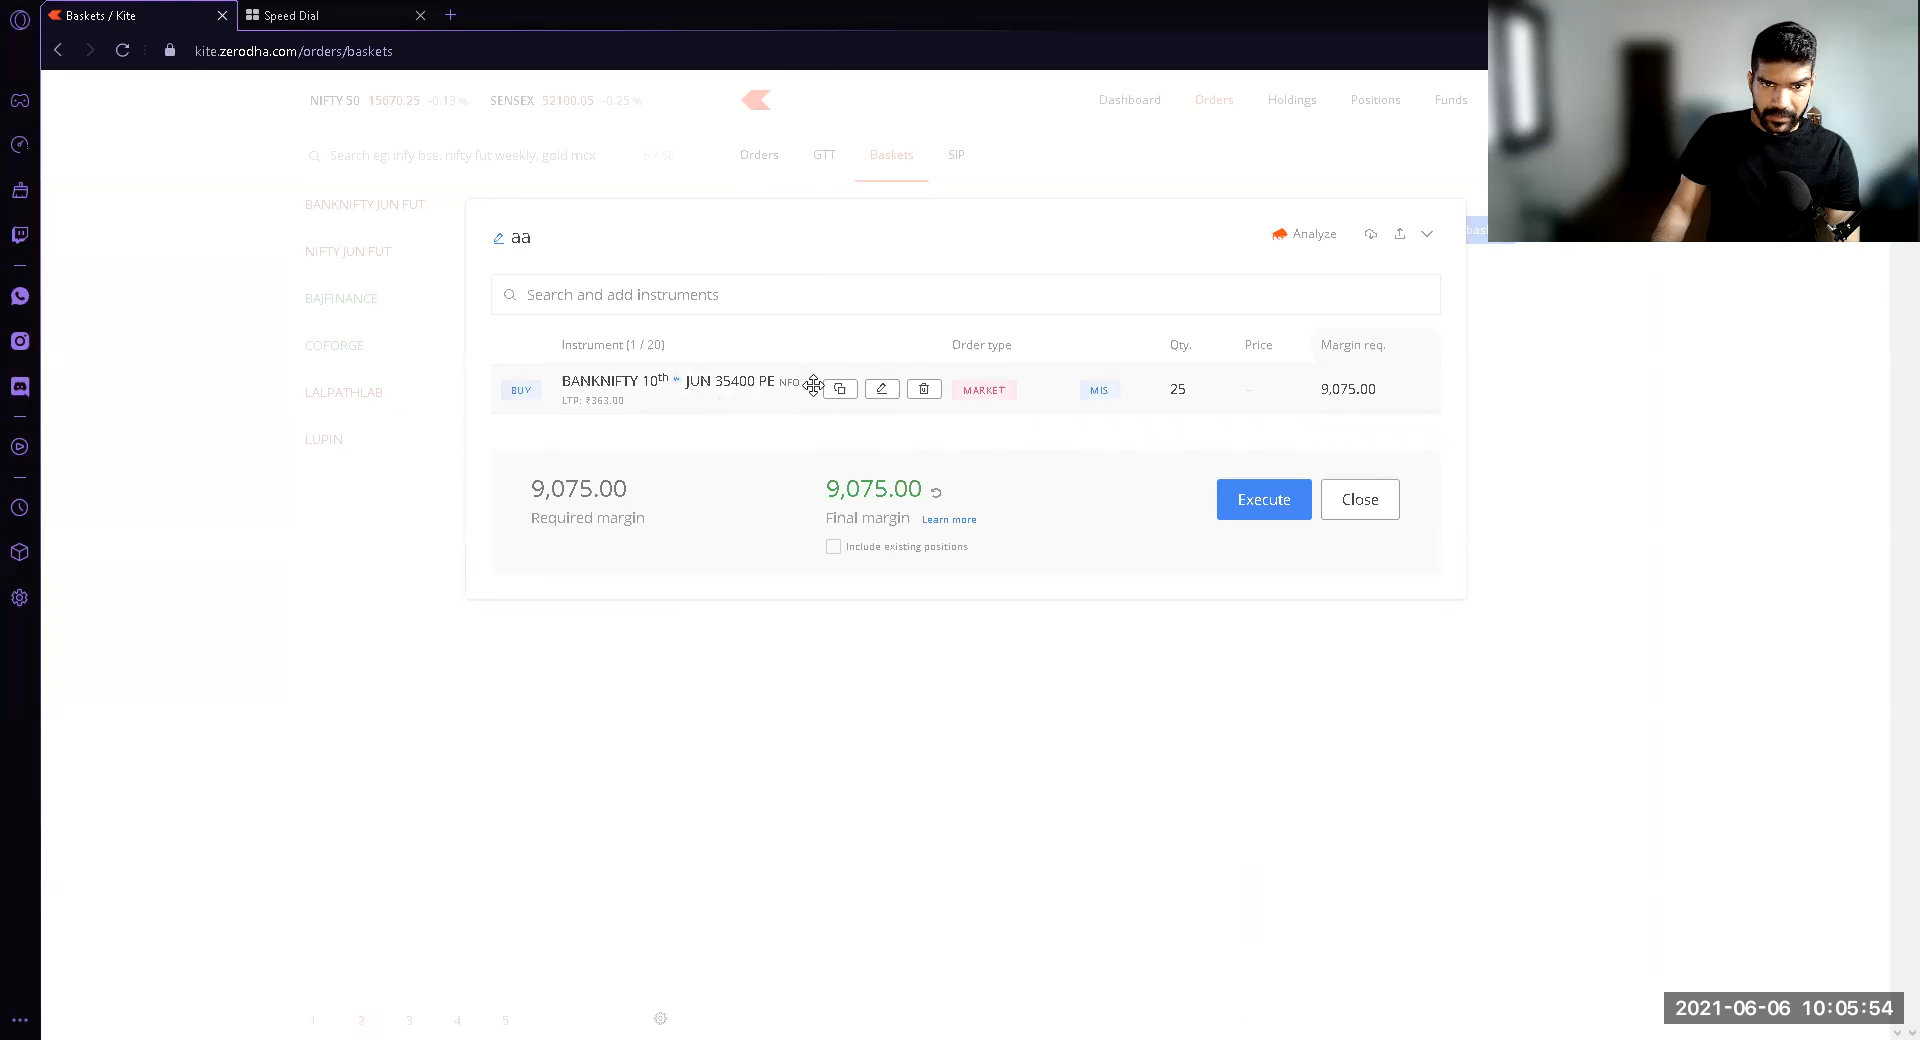 Baskets / Kite
Speed Dial
kite.zerodha.com/orders/baskets
NIFTY 50 15670.25 -0.13 % SENSEX 52100.05 -0.25 %
Dashboard Orders Holdings Positions Funds
Search eg: infy bse, nifty fut weekly, gold mcx 6 / 50
Orders GTT Baskets SIP
BANKNIFTY JUN FUT
NIFTY JUN FUT
BAJFINANCE
COFORGE
LALPATHLAB
LUPIN
aa
Analyze
bas
Search and add instruments
Instrument (1 / 20) Order type Qty. Price Margin req.
BUY BANKNIFTY 10th w JUN 35400 PE NFO MARKET MIS 25 – 9,075.00
LTP: ₹363.00
9,075.00 9,075.00
Required margin Final margin Learn more
Include existing positions
Execute Close
1 2 3 4 5
2021-06-06 10:05:54